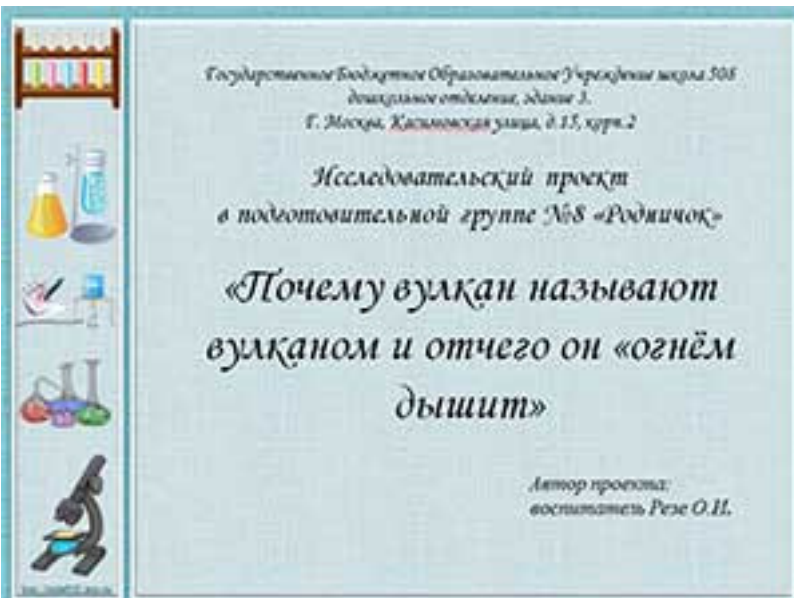 Государственное Бюджетное Образовательное Учреждение школа 508
дошкольное отделение, здание 3.
Г. Москва, Касимовская улица, д.15, корп.2
Исследовательский проект
в подготовительной группе №8 «Родничок»
«Почему вулкан называют
вулканом и отчего он «огнём
дышит»
Автор проекта:
воспитатель Резе О.И.